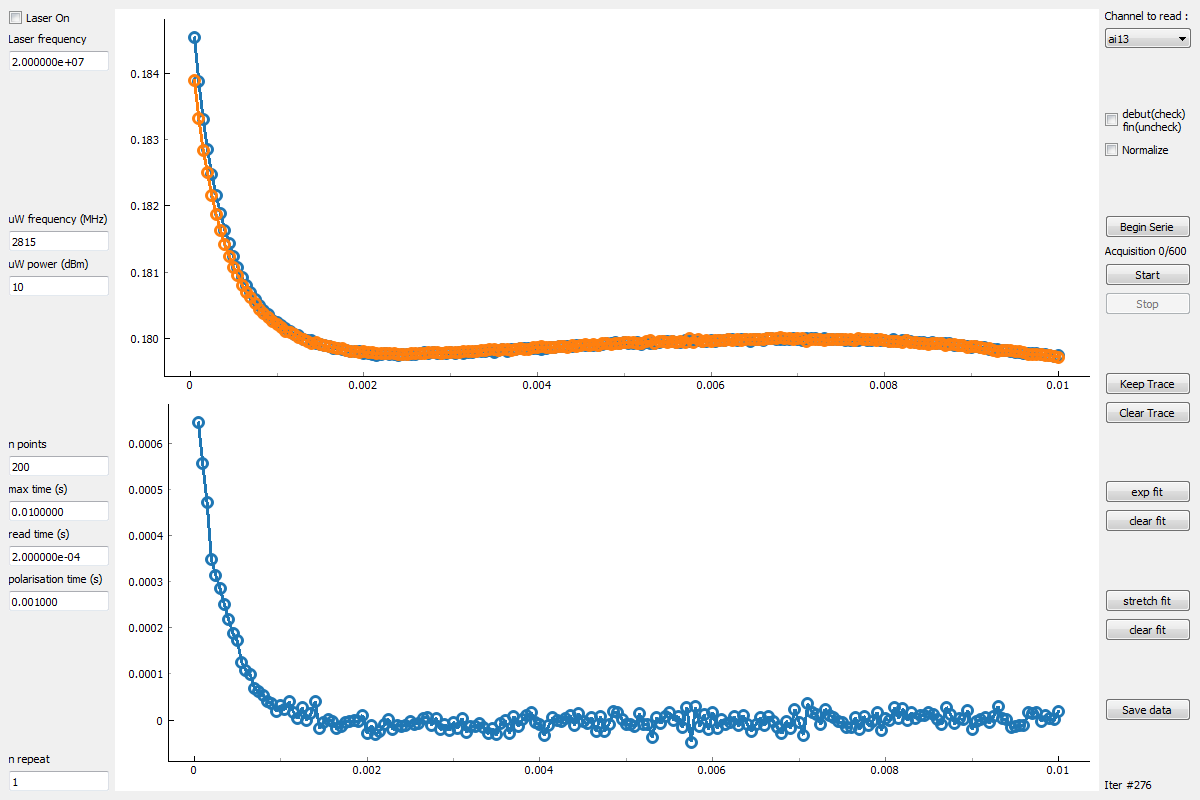 Laser On
Laser frequency
2.000000e+07
uW frequency (MHz)
2815
uW power (dBm)
10
n points
200
max time (s)
0.0100000
read time (s)
2.000000e-04
polarisation time (s)
0.001000
n repeat
1
0.184
0.183
0.182
0.181
0.180
0 0.002 0.004 0.006 0.008 0.01
0.0006
0.0005
0.0004
0.0003
0.0002
0.0001
0
0 0.002 0.004 0.006 0.008 0.01
Channel to read :
ai13
debut(check)
fin(uncheck)
Normalize
Begin Serie
Acquisition 0/600
Start
Stop
Keep Trace
Clear Trace
exp fit
clear fit
stretch fit
clear fit
Save data
Iter #276